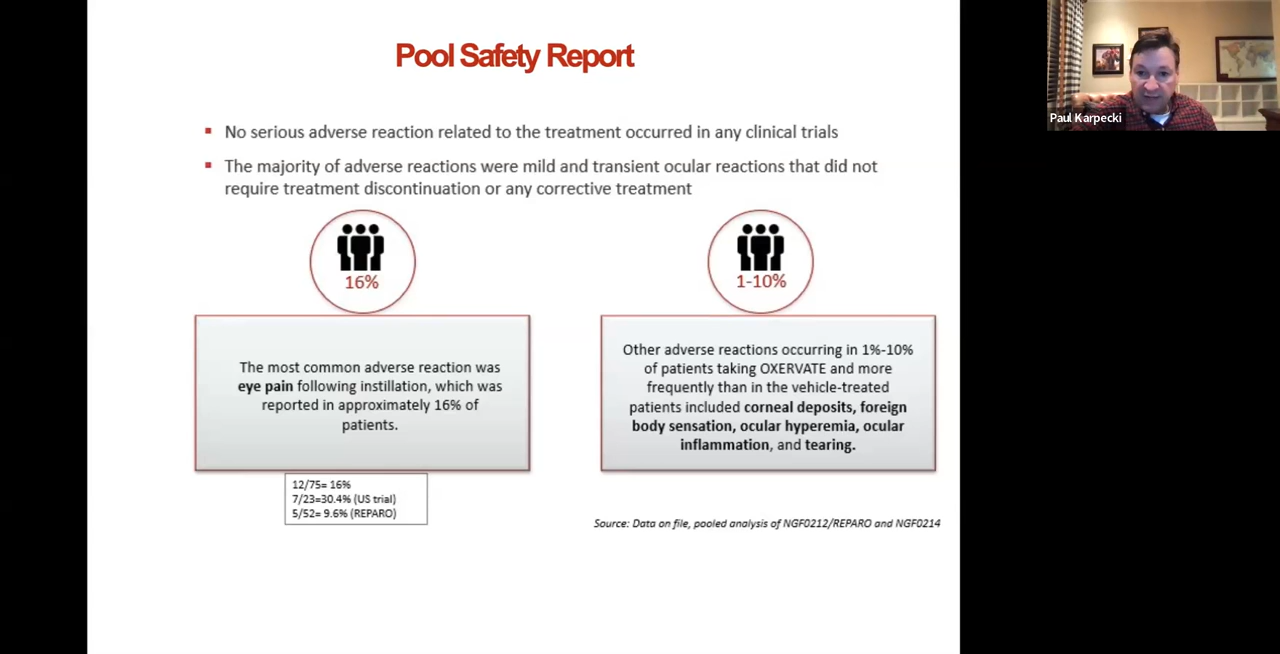 Pool Safety Report
Paul Karpecki
No serious adverse reaction related to the treatment occurred in any clinical trials
The majority of adverse reactions were mild and transient ocular reactions that did not
require treatment discontinuation or any corrective treatment
16%
1-10%
The most common adverse reaction was
eye pain following instillation, which was
reported in approximately 16% of
patients.
Other adverse reactions occurring in 1%-10%
of patients taking OXERVATE and more
frequently than in the vehicle-treated
patients included corneal deposits, foreign
body sensation, ocular hyperemia, ocular
inflammation, and tearing.
12/75= 16%
7/23=30.4% (US trial)
5/52= 9.6% (REPARO)
Source: Data on file, pooled analysis of NGF0212/REPARO and NGF0214